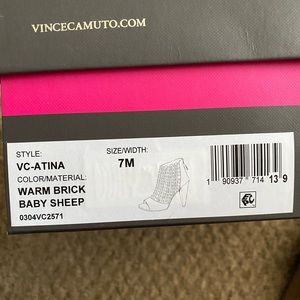 VINCECAMUTO.COM
STYLE: SIZE/WIDTH:
VC-ATINA 7M
COLOR/MATERIAL:
WARM BRICK
BABY SHEEP
0304VC2571
1 90937 714 13 9